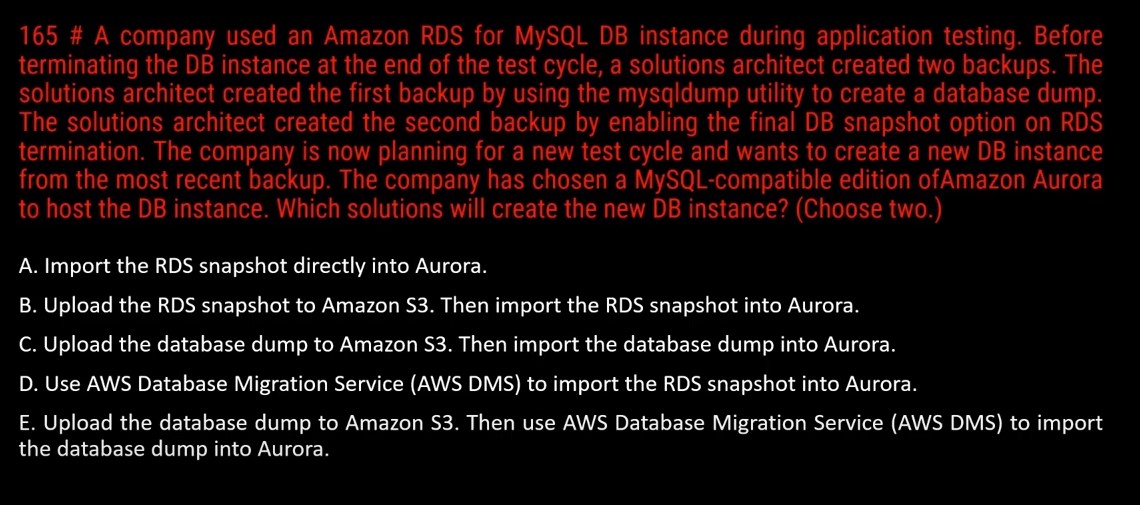 165 # A company used an Amazon RDS for MySQL DB instance during application testing. Before
terminating the DB instance at the end of the test cycle, a solutions architect created two backups. The
solutions architect created the first backup by using the mysqldump utility to create a database dump.
The solutions architect created the second backup by enabling the final DB snapshot option on RDS
termination. The company is now planning for a new test cycle and wants to create a new DB instance
from the most recent backup. The company has chosen a MySQL-compatible edition ofAmazon Aurora
to host the DB instance. Which solutions will create the new DB instance? (Choose two.)
A. Import the RDS snapshot directly into Aurora.
B. Upload the RDS snapshot to Amazon S3. Then import the RDS snapshot into Aurora.
C. Upload the database dump to Amazon S3. Then import the database dump into Aurora.
D. Use AWS Database Migration Service (AWS DMS) to import the RDS snapshot into Aurora.
E. Upload the database dump to Amazon S3. Then use AWS Database Migration Service (AWS DMS) to import
the database dump into Aurora.